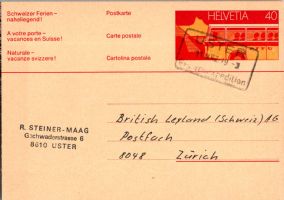 Schweizer Ferien –
naheliegend!
Postkarte
HELVETIA 40
A votre porte –
vacances en Suisse!
Carte postale
Naturale –
vacanze svizzere!
Cartolina postale
R. STEINER-MAAG
Gschwaderstrasse 6
8610 USTER
British Leyland (Schweiz) AG
Postfach
8048 Zürich